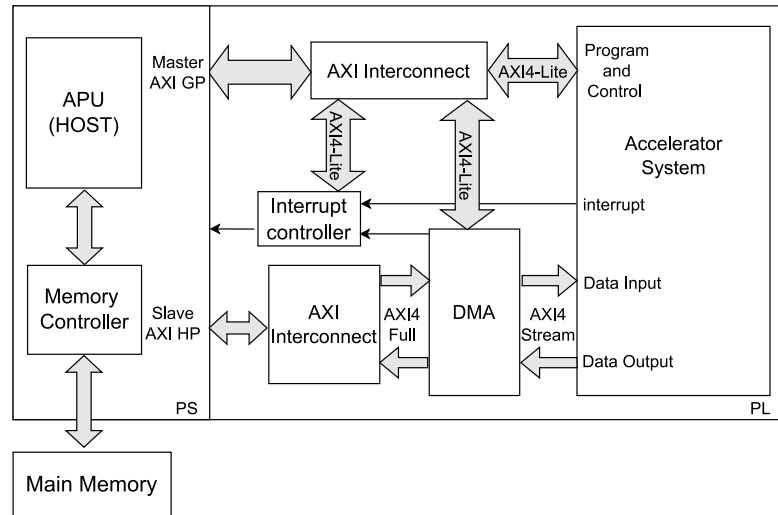 Master
AXI GP
AXI Interconnect
AXI4-Lite
Program
and
Control
APU
(HOST)
AXI4-Lite
AXI4-Lite
Accelerator
System
Interrupt
controller
interrupt
Memory
Controller
Slave
AXI HP
AXI
Interconnect
AXI4
Full
DMA
AXI4
Stream
Data Input
Data Output
PS
PL
Main Memory